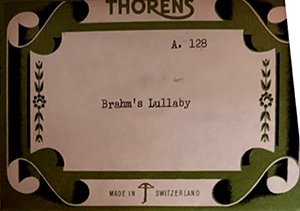 THORENS
A. 128
Brahm's Lullaby
MADE IN SWITZERLAND